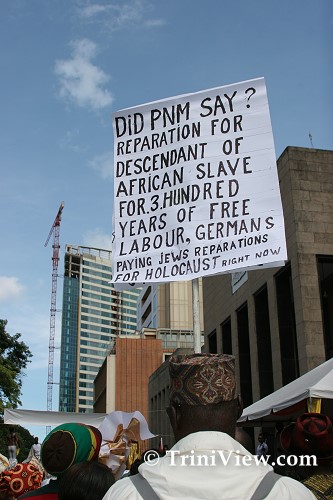 DiD PNM SAY?
REPARATION FOR
DESCENDANT OF
AFRICAN SLAVE
FOR.3.HUNDRED
YEARS OF FREE
LABOUR, GERMANS
PAYING JEWS REPARATIONS
FOR HOLOCAUST RIGHT NOW
© TriniView.com